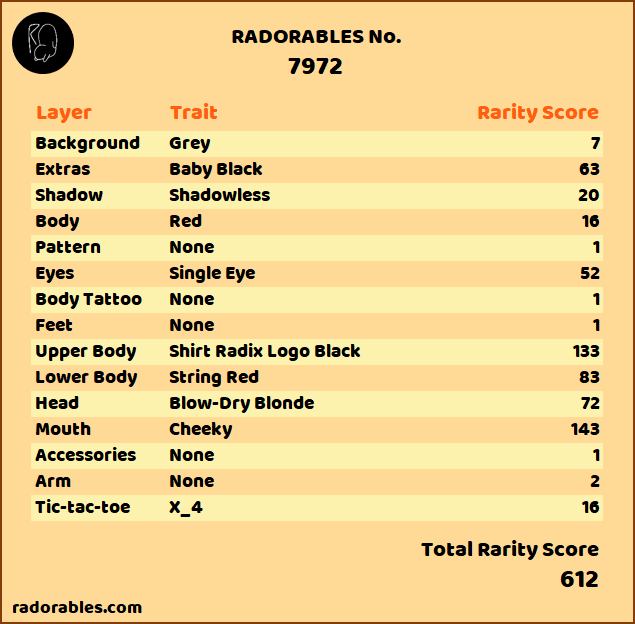 RADORABLES No.
7972
Layer Trait Rarity Score
Background Grey 7
Extras Baby Black 63
Shadow Shadowless 20
Body Red 16
Pattern None 1
Eyes Single Eye 52
Body Tattoo None 1
Feet None 1
Upper Body Shirt Radix Logo Black 133
Lower Body String Red 83
Head Blow-Dry Blonde 72
Mouth Cheeky 143
Accessories None 1
Arm None 2
Tic-tac-toe X_4 16
Total Rarity Score
612
radorables.com